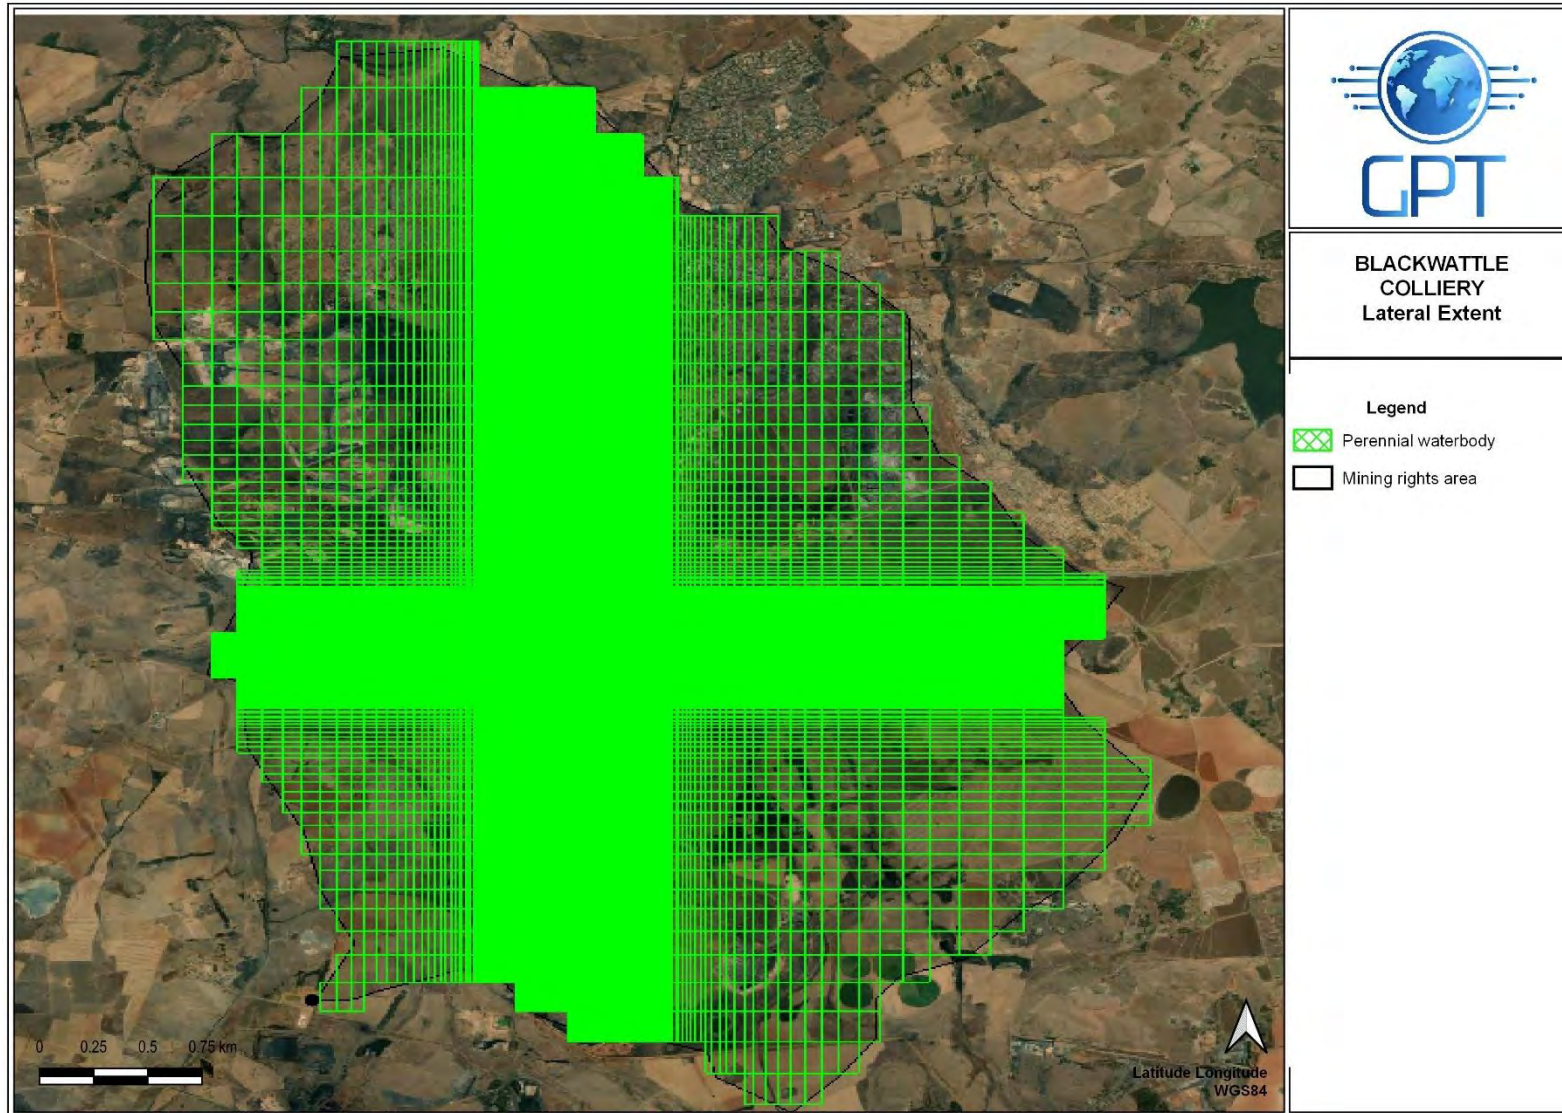 GPT
BLACKWATTLE
COLLIERY
Lateral Extent
Legend
Perennial waterbody
Mining rights area
0 0.25 0.5 0.75 km
Latitude Longitude
WGS84